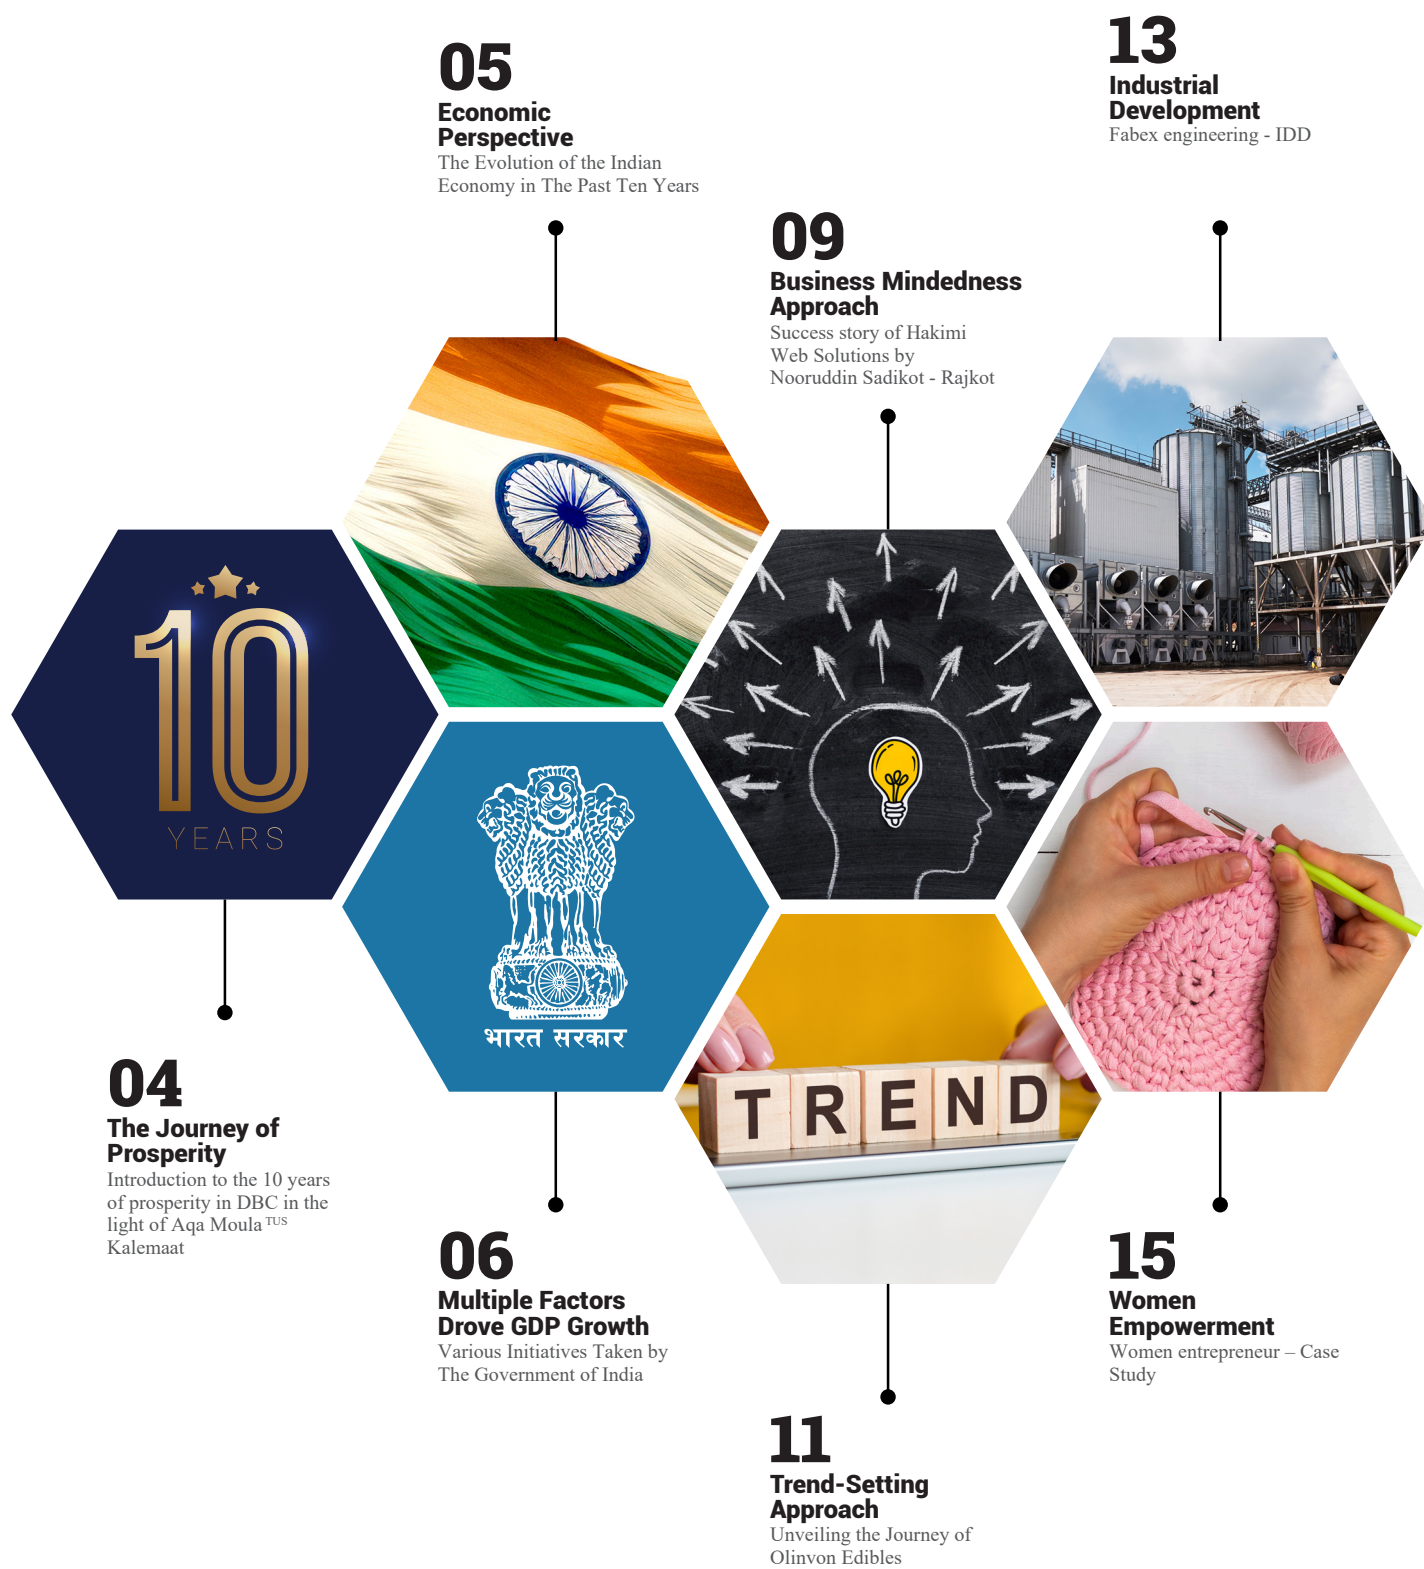 13
Industrial
Development
Fabex engineering - IDD
05
Economic
Perspective
The Evolution of the Indian
Economy in The Past Ten Years
09
Business Mindedness
Approach
Success story of Hakimi
Web Solutions by
Nooruddin Sadikot - Rajkot
10
YEARS
भारत सरकार
TREND
04
The Journey of
Prosperity
Introduction to the 10 years
of prosperity in DBC in the
light of Aqa Moula TUS
Kalemaat
06
Multiple Factors
Drove GDP Growth
Various Initiatives Taken by
The Government of India
15
Women
Empowerment
Women entrepreneur – Case
Study
11
Trend-Setting
Approach
Unveiling the Journey of
Olinvon Edibles